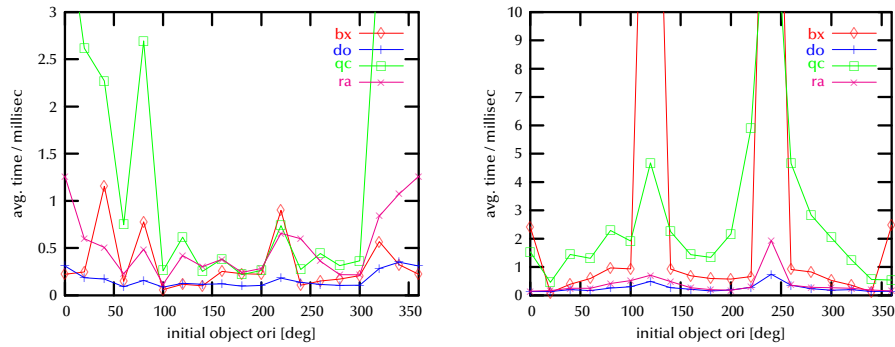 3
2.5
2
1.5
1
0.5
0
avg. time / millisec
bx
do
qc
ra
0 50 100 150 200 250 300 350
initial object ori [deg]
10
9
8
7
6
5
4
3
2
1
0
avg. time / millisec
bx
do
qc
ra
0 50 100 150 200 250 300 350
initial object ori [deg]